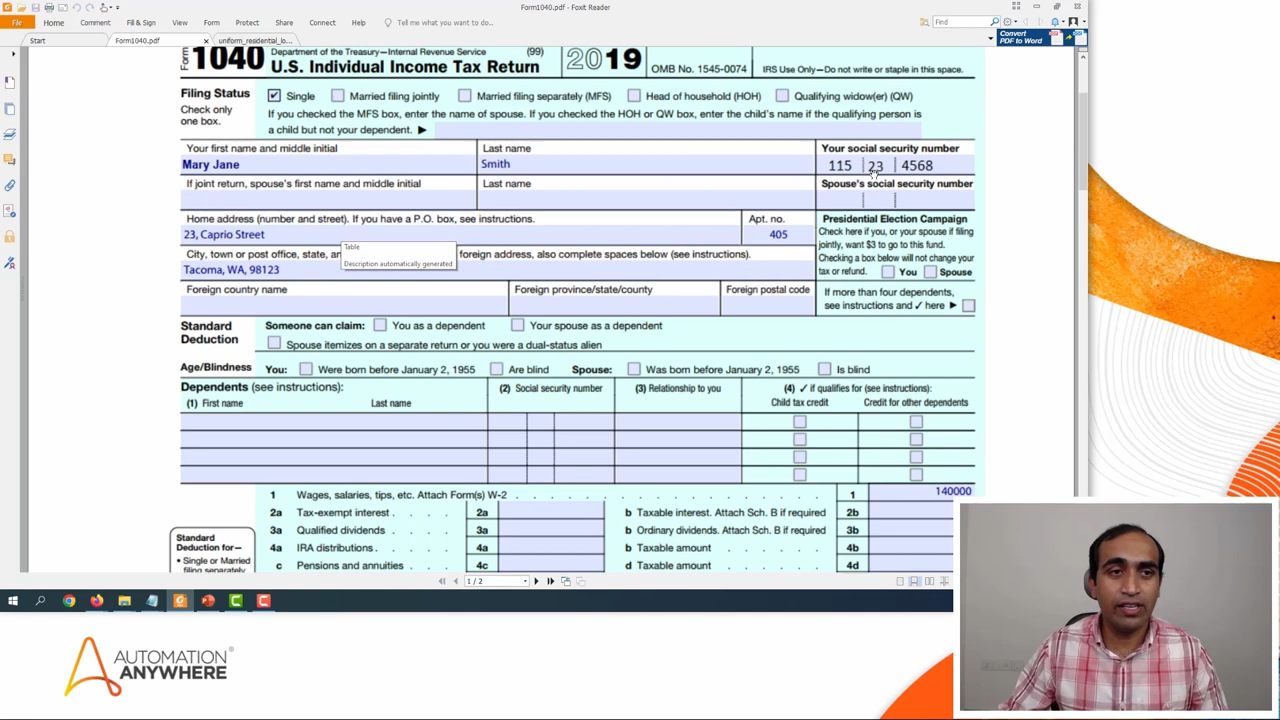 Form1040.pdf - Foxit Reader
File Home Comment Fill & Sign View Form Protect Share Connect Help Tell me what you want to do... Find
Start Form1040.pdf × uniform_residential_lo...
Convert
PDF to Word
Form 1040 Department of the Treasury—Internal Revenue Service (99)
U.S. Individual Income Tax Return 2019 OMB No. 1545-0074 IRS Use Only—Do not write or staple in this space.
Filing Status
Check only
one box.
Single Married filing jointly Married filing separately (MFS) Head of household (HOH) Qualifying widow(er) (QW)
If you checked the MFS box, enter the name of spouse. If you checked the HOH or QW box, enter the child's name if the qualifying person is
a child but not your dependent. ▶
Your first name and middle initial Last name Your social security number
Mary Jane Smith 115 23 4568
If joint return, spouse's first name and middle initial Last name Spouse's social security number
Home address (number and street). If you have a P.O. box, see instructions. Apt. no.
23, Caprio Street 405
Presidential Election Campaign
Check here if you, or your spouse if filing
jointly, want $3 to go to this fund.
Checking a box below will not change your
tax or refund. You Spouse
City, town or post office, state, an foreign address, also complete spaces below (see instructions).
Table
Description automatically generated
Tacoma, WA, 98123
Foreign country name Foreign province/state/county Foreign postal code
If more than four dependents,
see instructions and ✓ here ▶
Standard
Deduction
Someone can claim: You as a dependent Your spouse as a dependent
Spouse itemizes on a separate return or you were a dual-status alien
Age/Blindness You: Were born before January 2, 1955 Are blind Spouse: Was born before January 2, 1955 Is blind
Dependents (see instructions): (2) Social security number (3) Relationship to you (4) ✓ if qualifies for (see instructions):
(1) First name Last name Child tax credit Credit for other dependents
1 Wages, salaries, tips, etc. Attach Form(s) W-2 1 140000
2a Tax-exempt interest 2a b Taxable interest. Attach Sch. B if required 2b
3a Qualified dividends 3a b Ordinary dividends. Attach Sch. B if required 3b
4a IRA distributions 4a b Taxable amount 4b
c Pensions and annuities 4c d Taxable amount 4d
Standard
Deduction for—
• Single or Married
filing separately
1 / 2
AUTOMATION
ANYWHERE